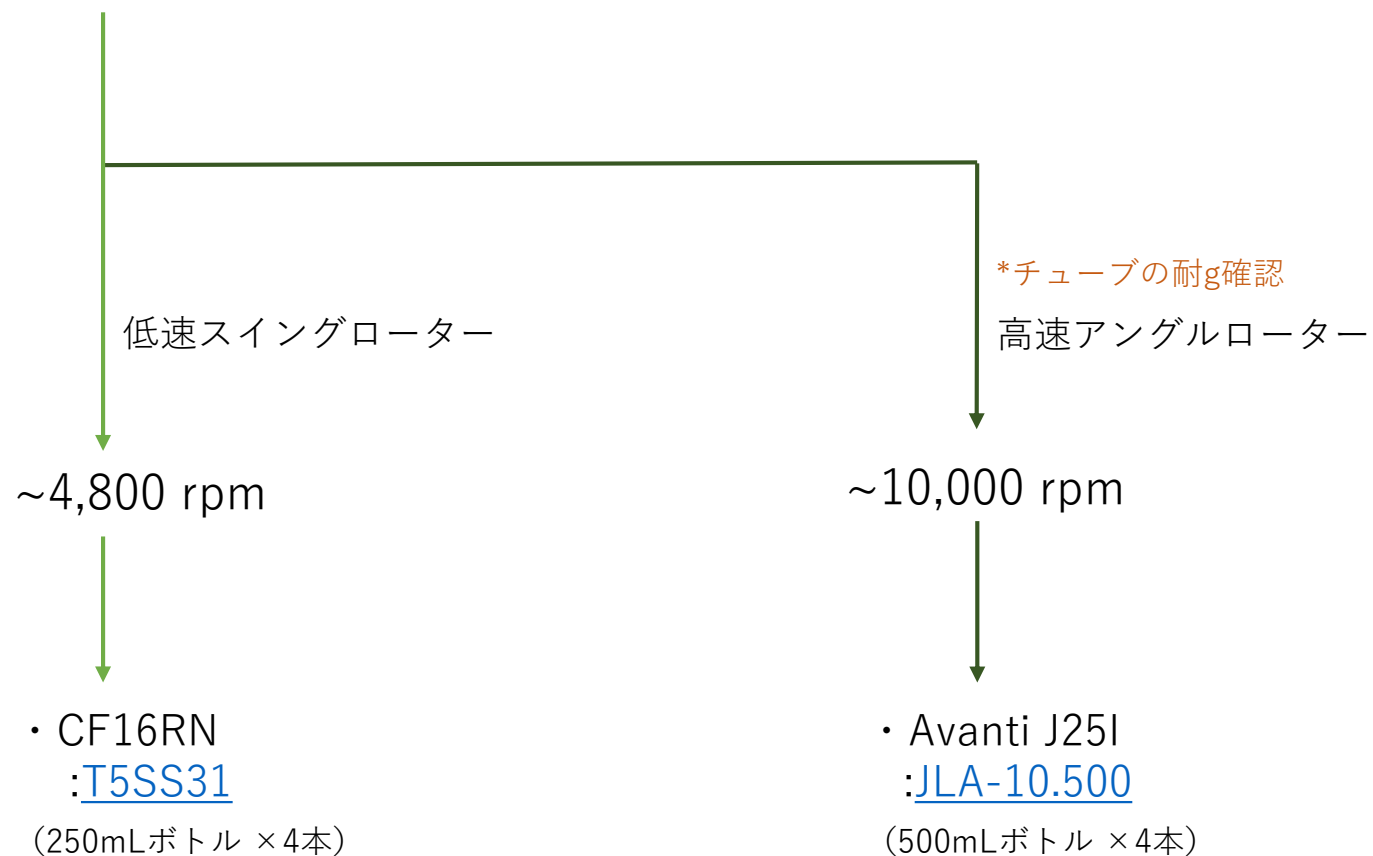 *チューブの耐g確認
低速スイングローター
高速アングルローター
~4,800 rpm
~10,000 rpm
・CF16RN
:T5SS31
(250mLボトル ×4本)
・Avanti J25I
:JLA-10.500
(500mLボトル ×4本)